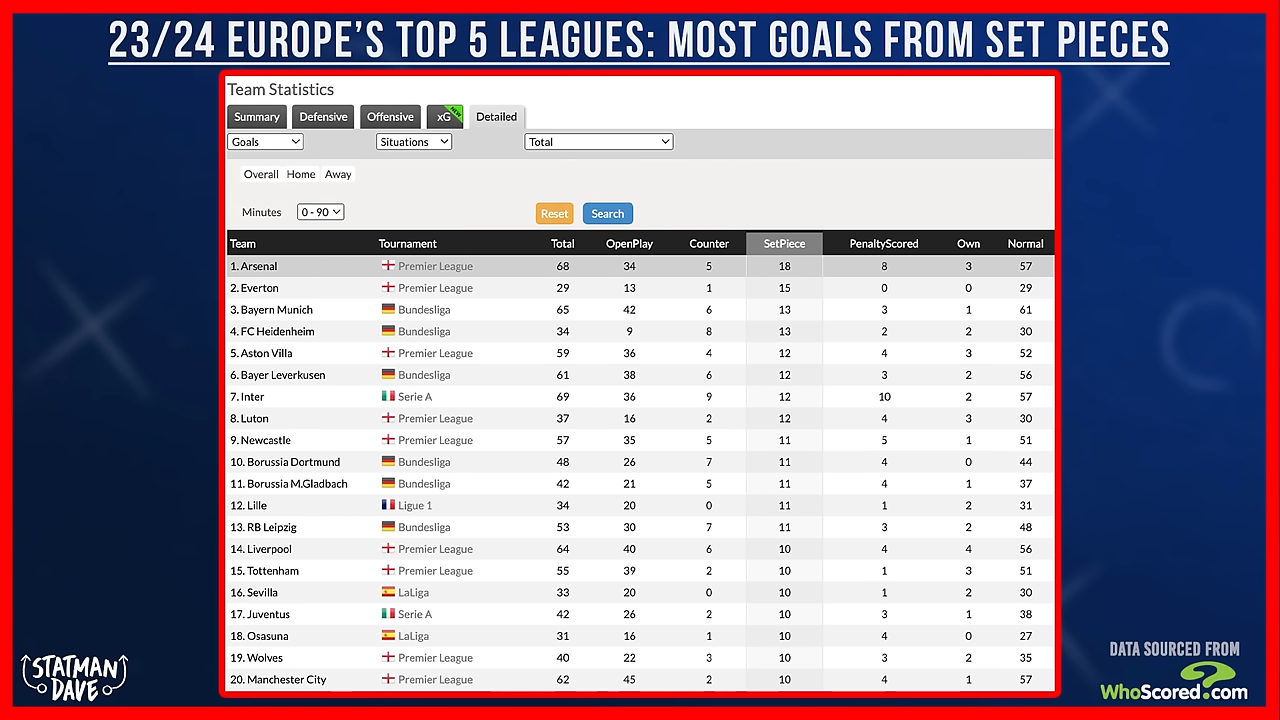 23/24 EUROPE'S TOP 5 LEAGUES: MOST GOALS FROM SET PIECES
Team Statistics
Summary Defensive Offensive xG NEW Detailed
Goals Situations Total
Overall Home Away
Minutes 0 - 90 Reset Search
Team Tournament Total OpenPlay Counter SetPiece PenaltyScored Own Normal
1. Arsenal Premier League 68 34 5 18 8 3 57
2. Everton Premier League 29 13 1 15 0 0 29
3. Bayern Munich Bundesliga 65 42 6 13 3 1 61
4. FC Heidenheim Bundesliga 34 9 8 13 2 2 30
5. Aston Villa Premier League 59 36 4 12 4 3 52
6. Bayer Leverkusen Bundesliga 61 38 6 12 3 2 56
7. Inter Serie A 69 36 9 12 10 2 57
8. Luton Premier League 37 16 2 12 4 3 30
9. Newcastle Premier League 57 35 5 11 5 1 51
10. Borussia Dortmund Bundesliga 48 26 7 11 4 0 44
11. Borussia M.Gladbach Bundesliga 42 21 5 11 4 1 37
12. Lille Ligue 1 34 20 0 11 1 2 31
13. RB Leipzig Bundesliga 53 30 7 11 3 2 48
14. Liverpool Premier League 64 40 6 10 4 4 56
15. Tottenham Premier League 55 39 2 10 1 3 51
16. Sevilla LaLiga 33 20 0 10 1 2 30
17. Juventus Serie A 42 26 2 10 3 1 38
18. Osasuna LaLiga 31 16 1 10 4 0 27
19. Wolves Premier League 40 22 3 10 3 2 35
20. Manchester City Premier League 62 45 2 10 4 1 57
STATMAN
DAVE
DATA SOURCED FROM
WhoScored.com